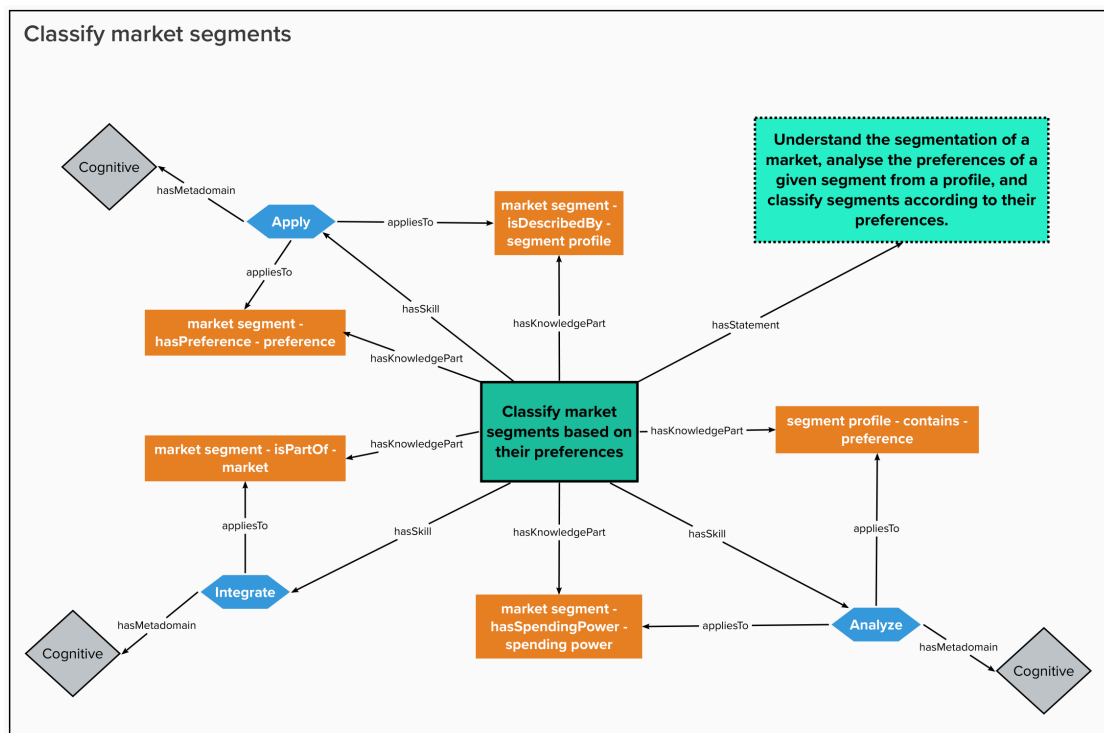 Classify market segments
Understand the segmentation of a
market, analyse the preferences of a
given segment from a profile, and
classify segments according to their
preferences.
Cognitive
hasMetadomain
Apply
appliesTo
market segment -
isDescribedBy -
segment profile
appliesTo
hasSkill
market segment -
hasPreference - preference
hasKnowledgePart
hasKnowledgePart
hasStatement
Classify market
segments based on
their preferences
hasKnowledgePart
segment profile - contains -
preference
hasKnowledgePart
market segment - isPartOf -
market
appliesTo
hasSkill
hasKnowledgePart
hasSkill
appliesTo
Integrate
hasMetadomain
Cognitive
market segment -
hasSpendingPower -
spending power
appliesTo
Analyze
hasMetadomain
Cognitive